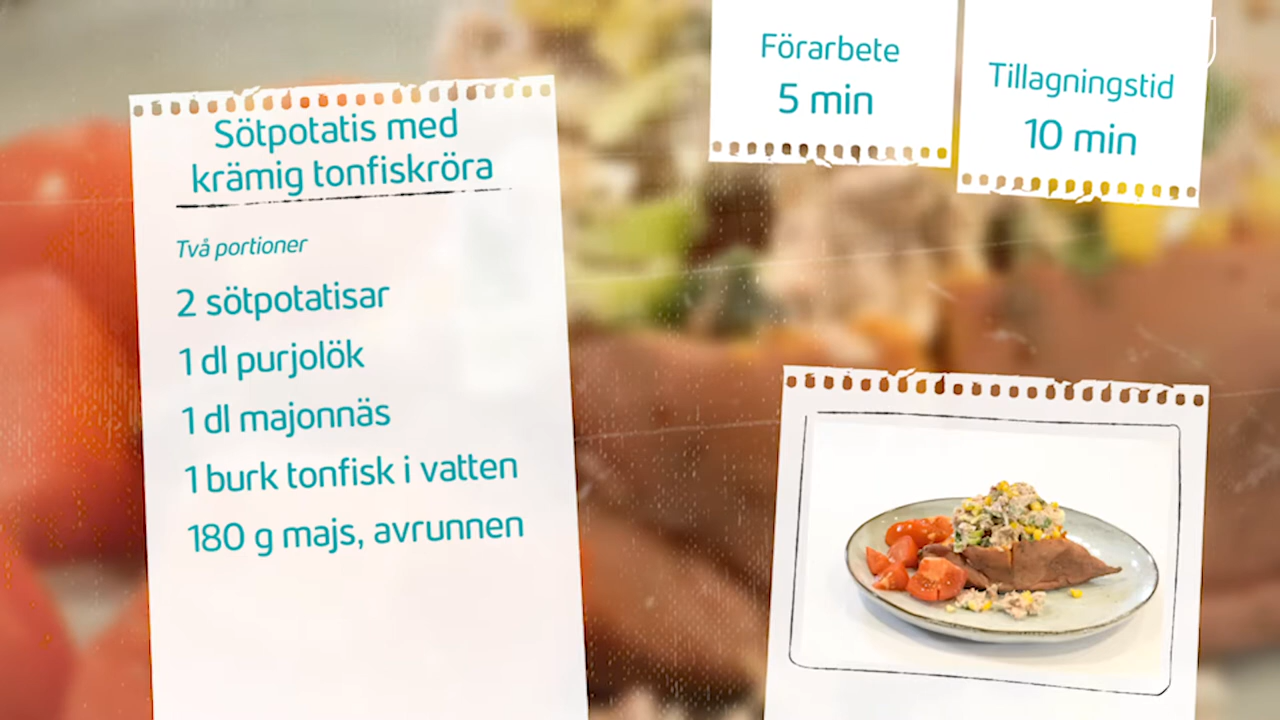 Sötpotatis med
krämig tonfiskröra
Två portioner
2 sötpotatisar
1 dl purjolök
1 dl majonnäs
1 burk tonfisk i vatten
180 g majs, avrunnen
Förarbete
5 min
Tillagningstid
10 min